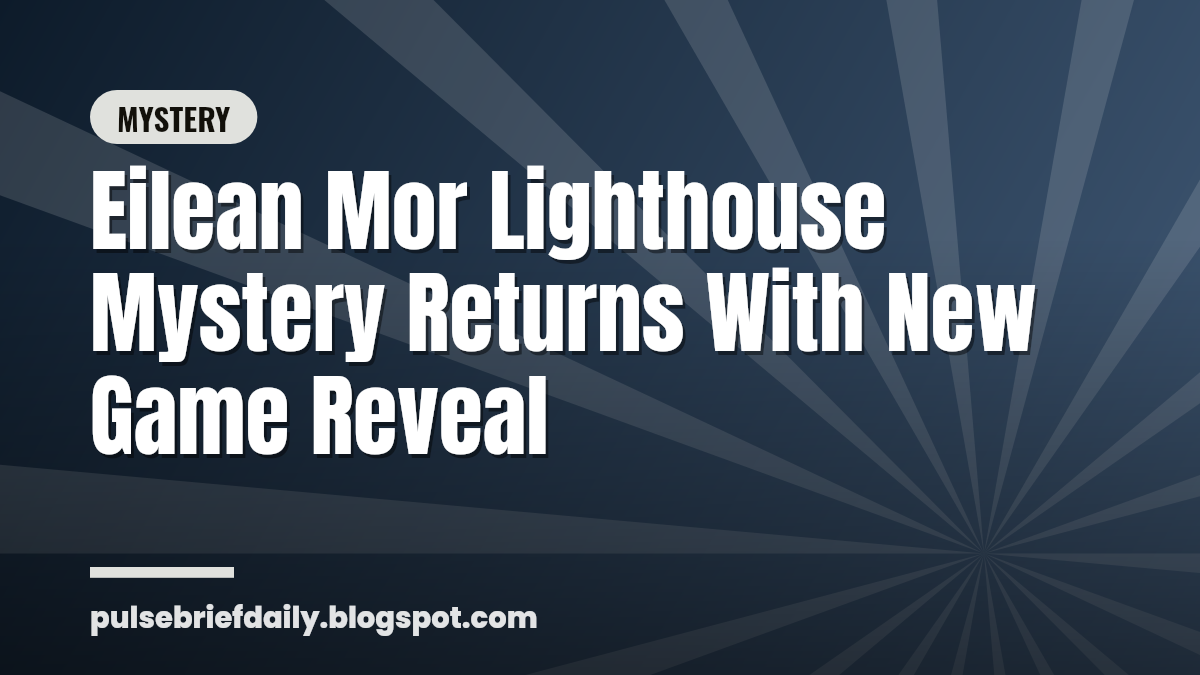 MYSTERY
Eilean Mor Lighthouse
Mystery Returns With New
Game Reveal
pulsebriefdaily.blogspot.com